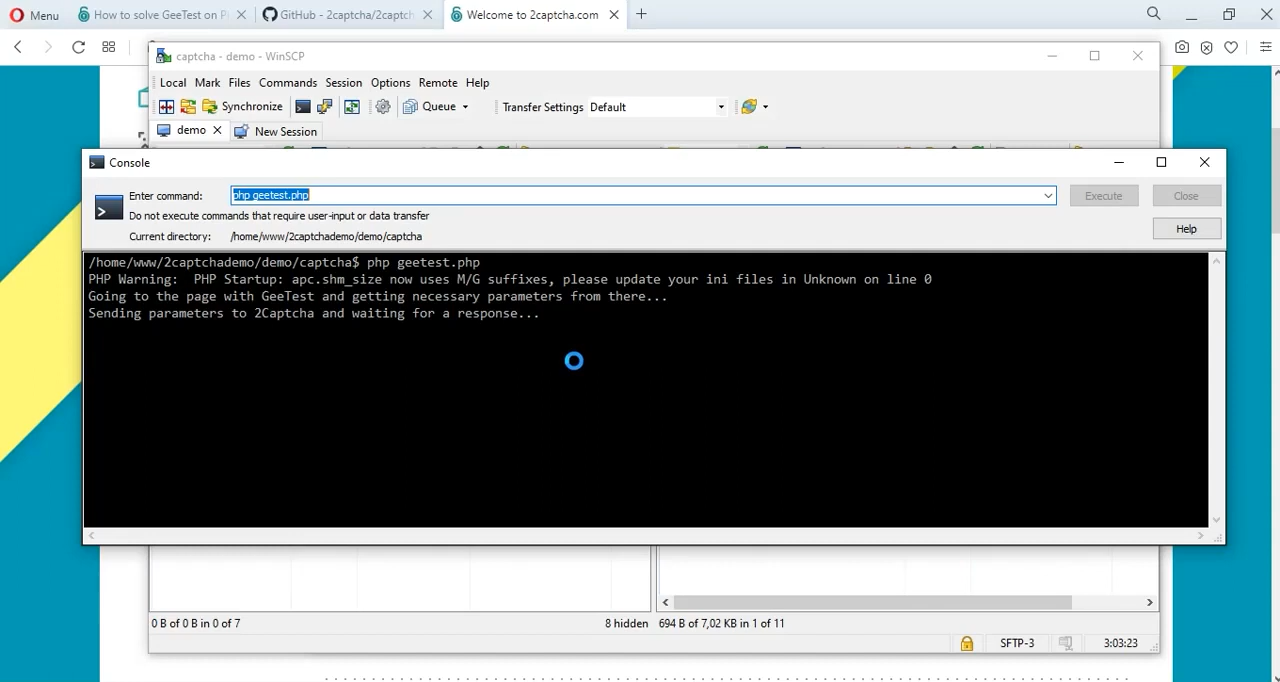 Menu
How to solve GeeTest on P
GitHub - 2captcha/2captch
Welcome to 2captcha.com
captcha - demo - WinSCP
Local Mark Files Commands Session Options Remote Help
Synchronize
Queue
Transfer Settings Default
demo
New Session
Console
Enter command: php geetest.php
Execute Close
Do not execute commands that require user-input or data transfer
Help
Current directory: /home/www/2captchademo/demo/captcha
/home/www/2captchademo/demo/captcha$ php geetest.php
PHP Warning:  PHP Startup: apc.shm_size now uses M/G suffixes, please update your ini files in Unknown on line 0
Going to the page with GeeTest and getting necessary parameters from there...
Sending parameters to 2Captcha and waiting for a response...
0 B of 0 B in 0 of 7
8 hidden
694 B of 7,02 KB in 1 of 11
SFTP-3
3:03:23